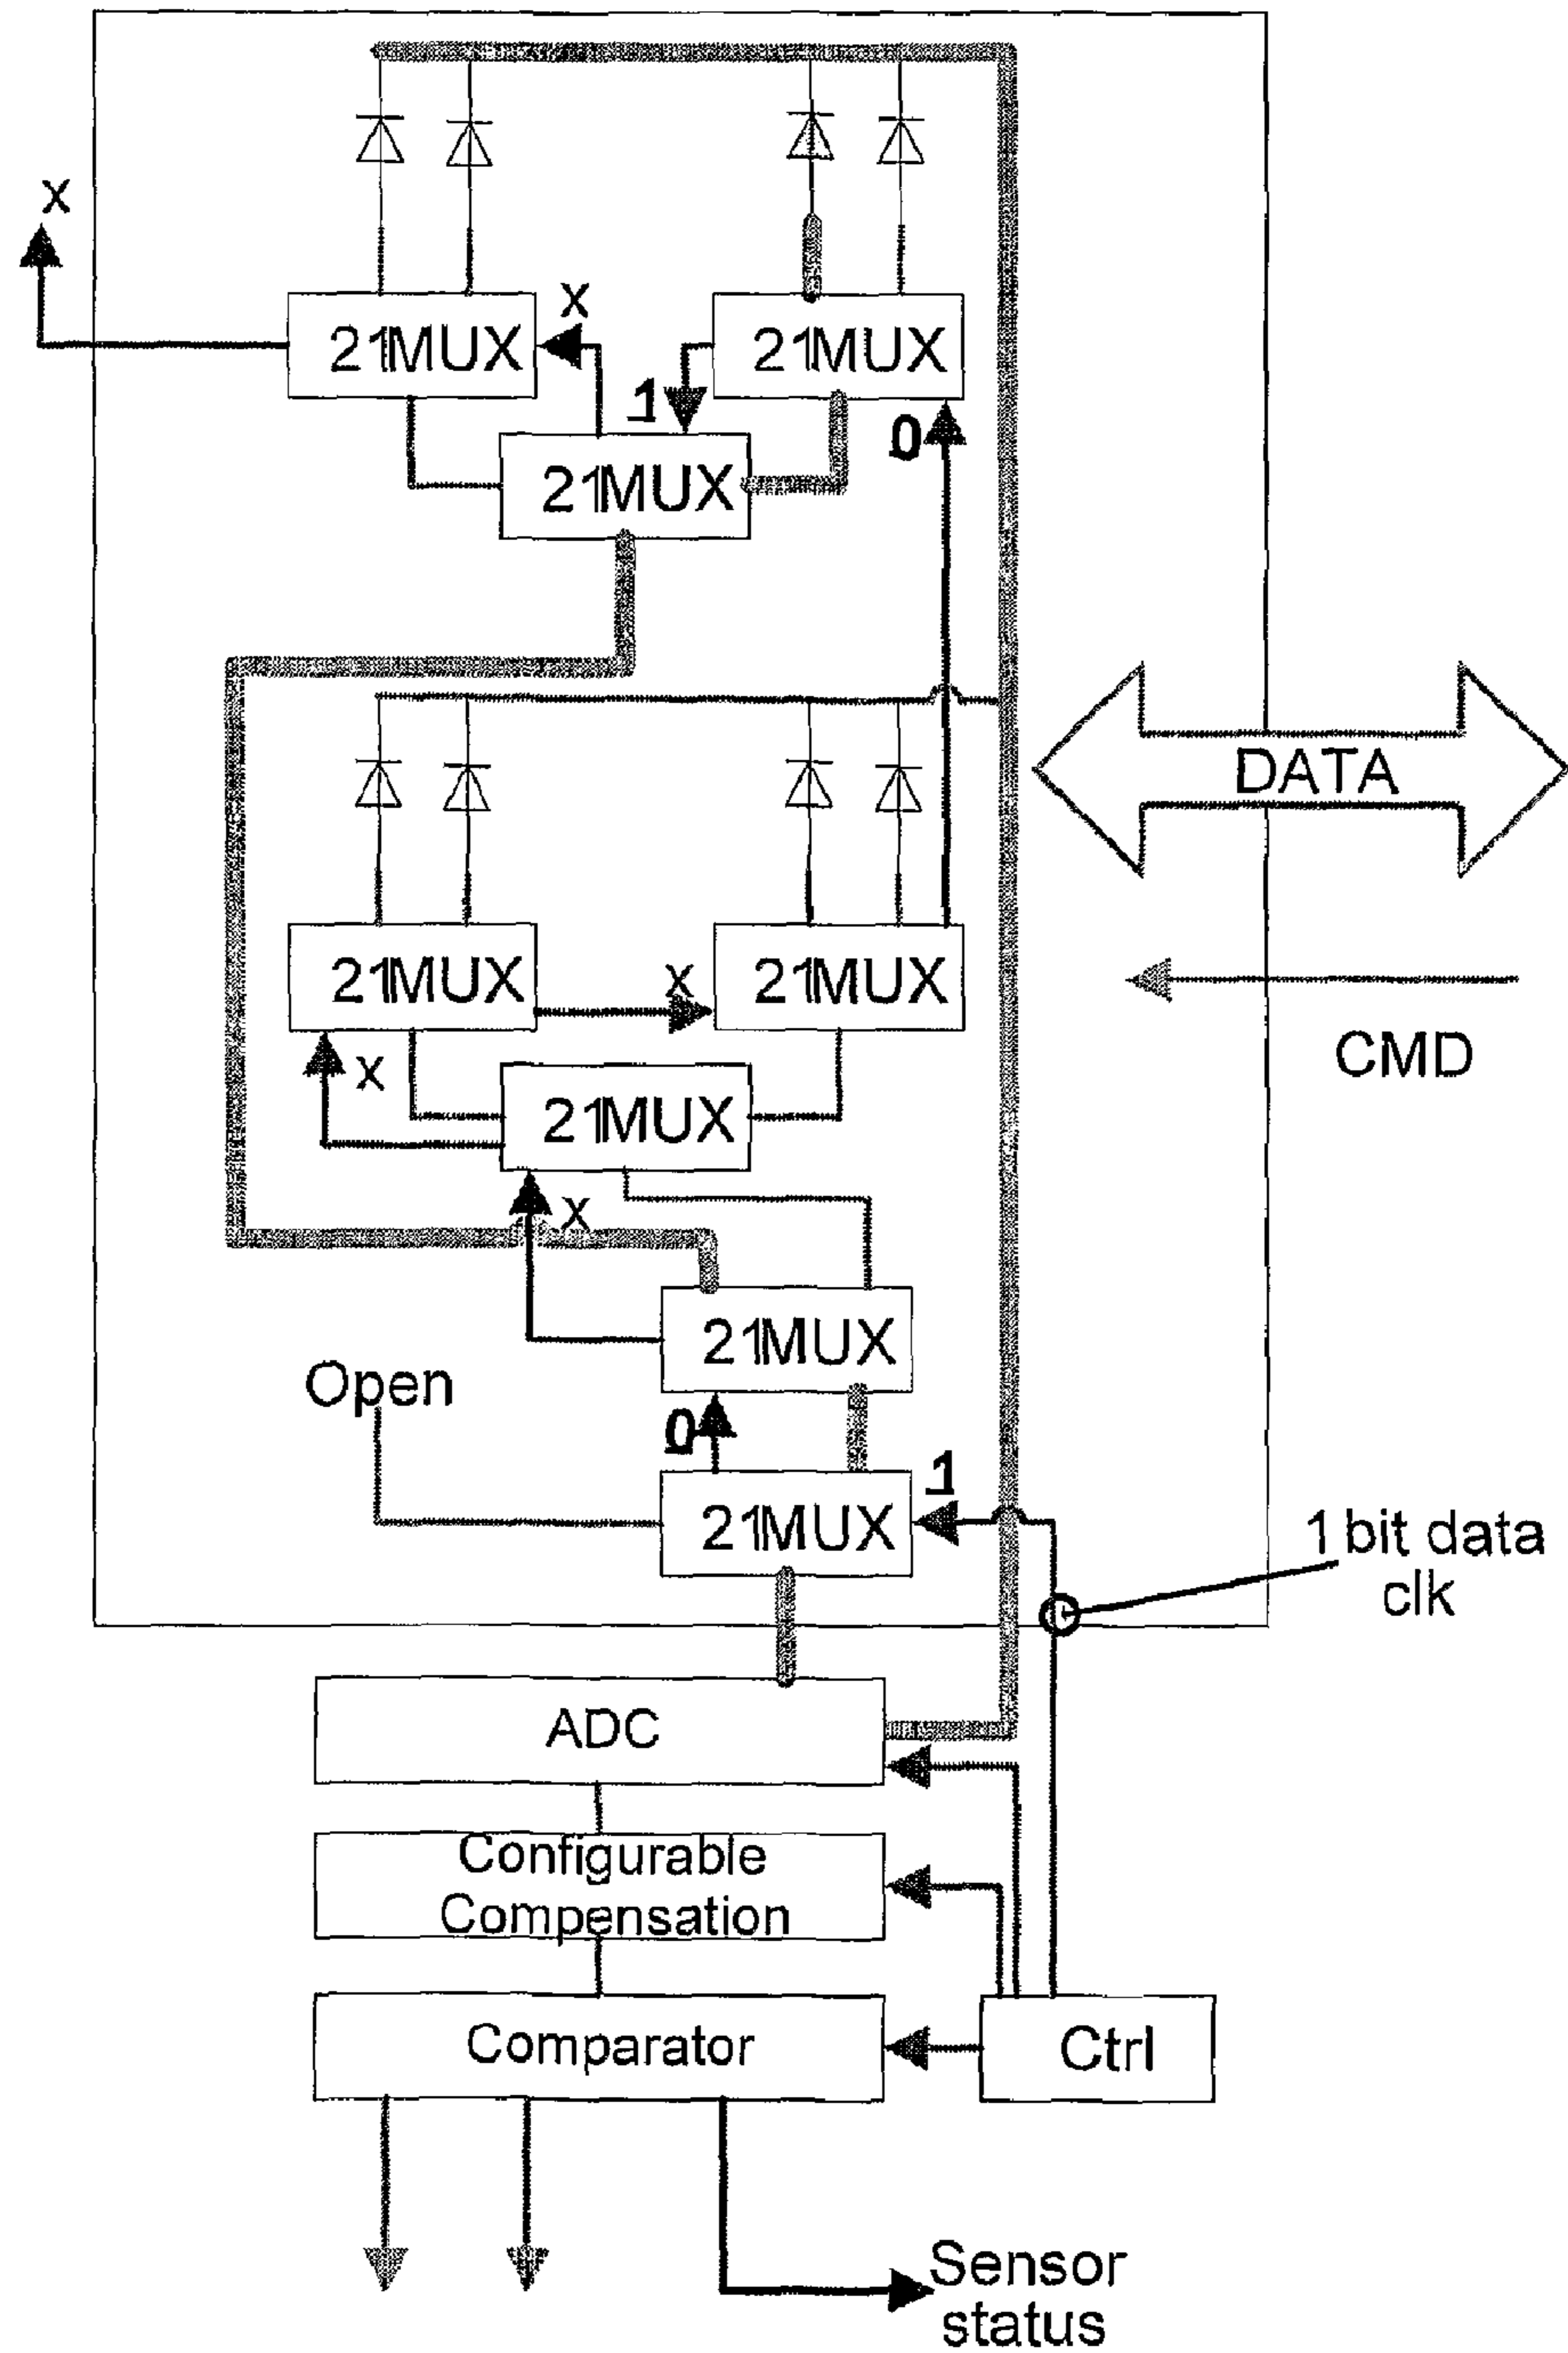 x
21MUX
x
21MUX
1
0
21MUX
DATA
21MUX
x
21MUX
CMD
x
21MUX
x
21MUX
Open
0
1
21MUX
1 bit data
clk
ADC
Configurable
Compensation
Comparator
Ctrl
Sensor
status